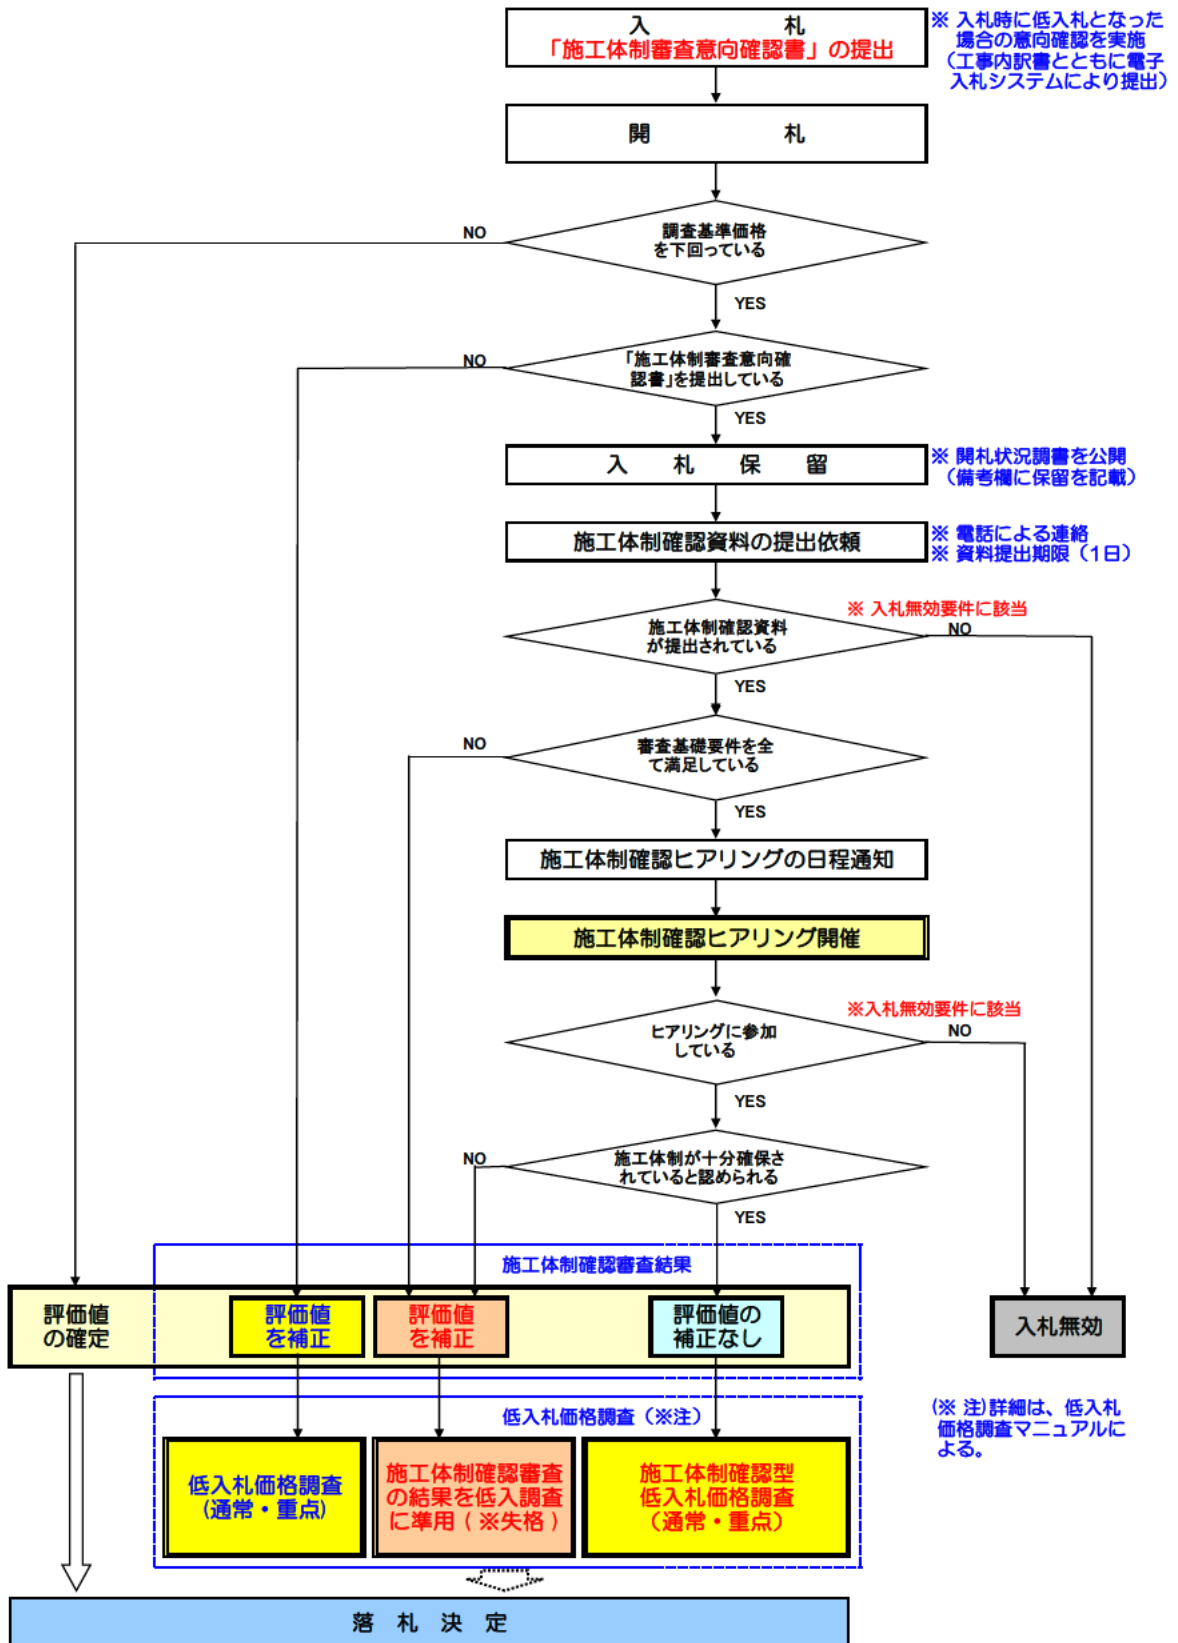 入　　　　　札
「施工体制審査意向確認書」の提出
※ 入札時に低入札となった
場合の意向確認を実施
（工事内訳書とともに電子
入札システムにより提出）
開　　　　　札
調査基準価格
を下回っている
NO
YES
「施工体制審査意向確
認書」を提出している
NO
YES
入　札　保　留
※ 開札状況調書を公開
（備考欄に保留を記載）
施工体制確認資料の提出依頼
※ 電話による連絡
※ 資料提出期限（1日）
施工体制確認資料
が提出されている
※ 入札無効要件に該当
NO
YES
審査基礎要件を全
て満足している
NO
YES
施工体制確認ヒアリングの日程通知
施工体制確認ヒアリング開催
ヒアリングに参加
している
※入札無効要件に該当
NO
YES
施工体制が十分確保さ
れていると認められる
NO
YES
施工体制確認審査結果
評価値
の確定
評価値
を補正
評価値
を補正
評価値の
補正なし
入札無効
低入札価格調査（※注）
低入札価格調査
(通常・重点)
施工体制確認審査
の結果を低入調査
に準用(※失格)
施工体制確認型
低入札価格調査
（通常・重点）
(※ 注)詳細は、低入札
価格調査マニュアルに
よる。
落　札　決　定